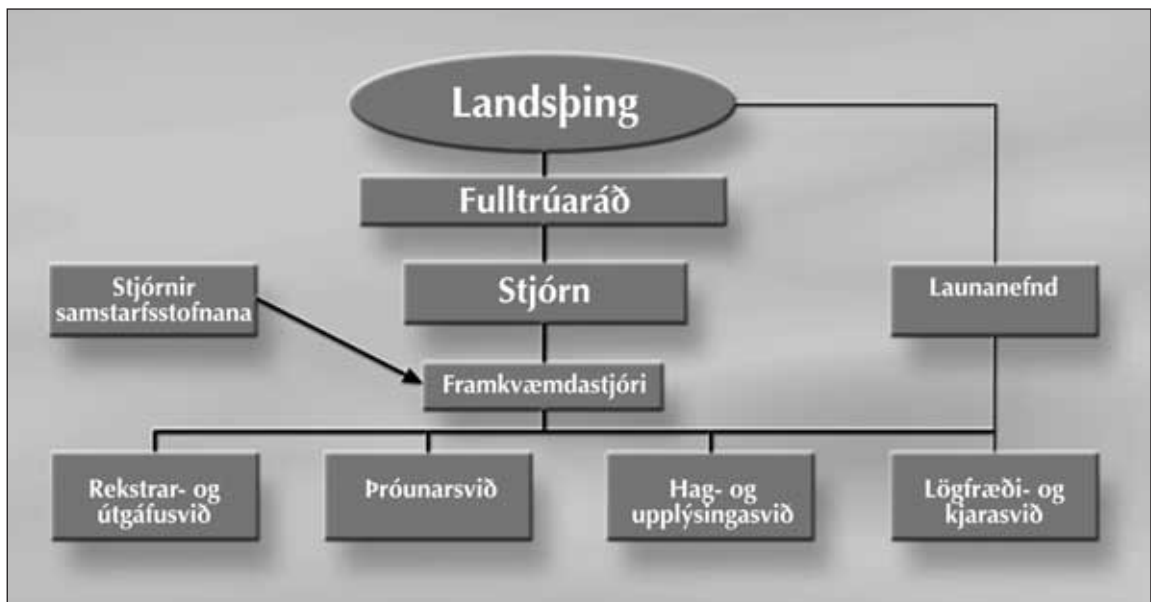 Landsþing
Fulltrúaráð
Stjórnir
samstarfsstofnana
Stjórn
Launanefnd
Framkvæmdastjóri
Rekstrar- og
útgáfusvið
Þróunarsvið
Hag- og
upplýsingasvið
Lögfræði- og
kjarasvið